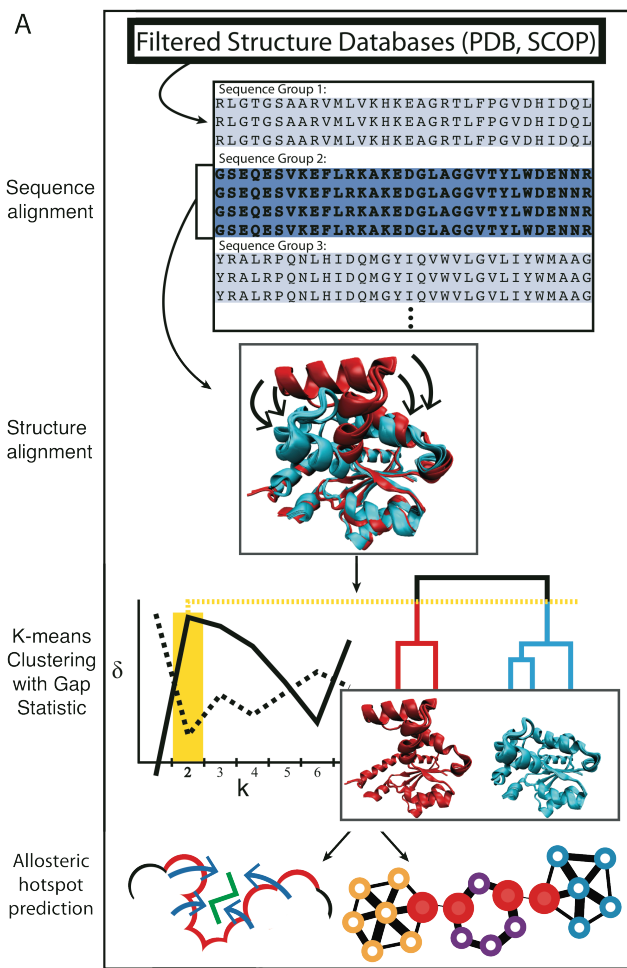 A
Filtered Structure Databases (PDB, SCOP)
Sequence Group 1:
RLGTGSAARVMLVKHKEAGRTLFPGVDHIDQL
RLGTGSAARVMLVKHKEAGRTLFPGVDHIDQL
RLGTGSAARVMLVKHKEAGRTLFPGVDHIDQL
Sequence Group 2:
GSEQESVKEFLRKAKEDGLAGGVTYLWDENNR
GSEQESVKEFLRKAKEDGLAGGVTYLWDENNR
GSEQESVKEFLRKAKEDGLAGGVTYLWDENNR
GSEQESVKEFLRKAKEDGLAGGVTYLWDENNR
Sequence Group 3:
YRALRPQNLHIDQMGYIQVWVLGVLIYWMAAG
YRALRPQNLHIDQMGYIQVWVLGVLIYWMAAG
YRALRPQNLHIDQMGYIQVWVLGVLIYWMAAG
Sequence
alignment
Structure
alignment
K-means
Clustering
with Gap
Statistic
δ
2 3 4 5 6
k
Allosteric
hotspot
prediction